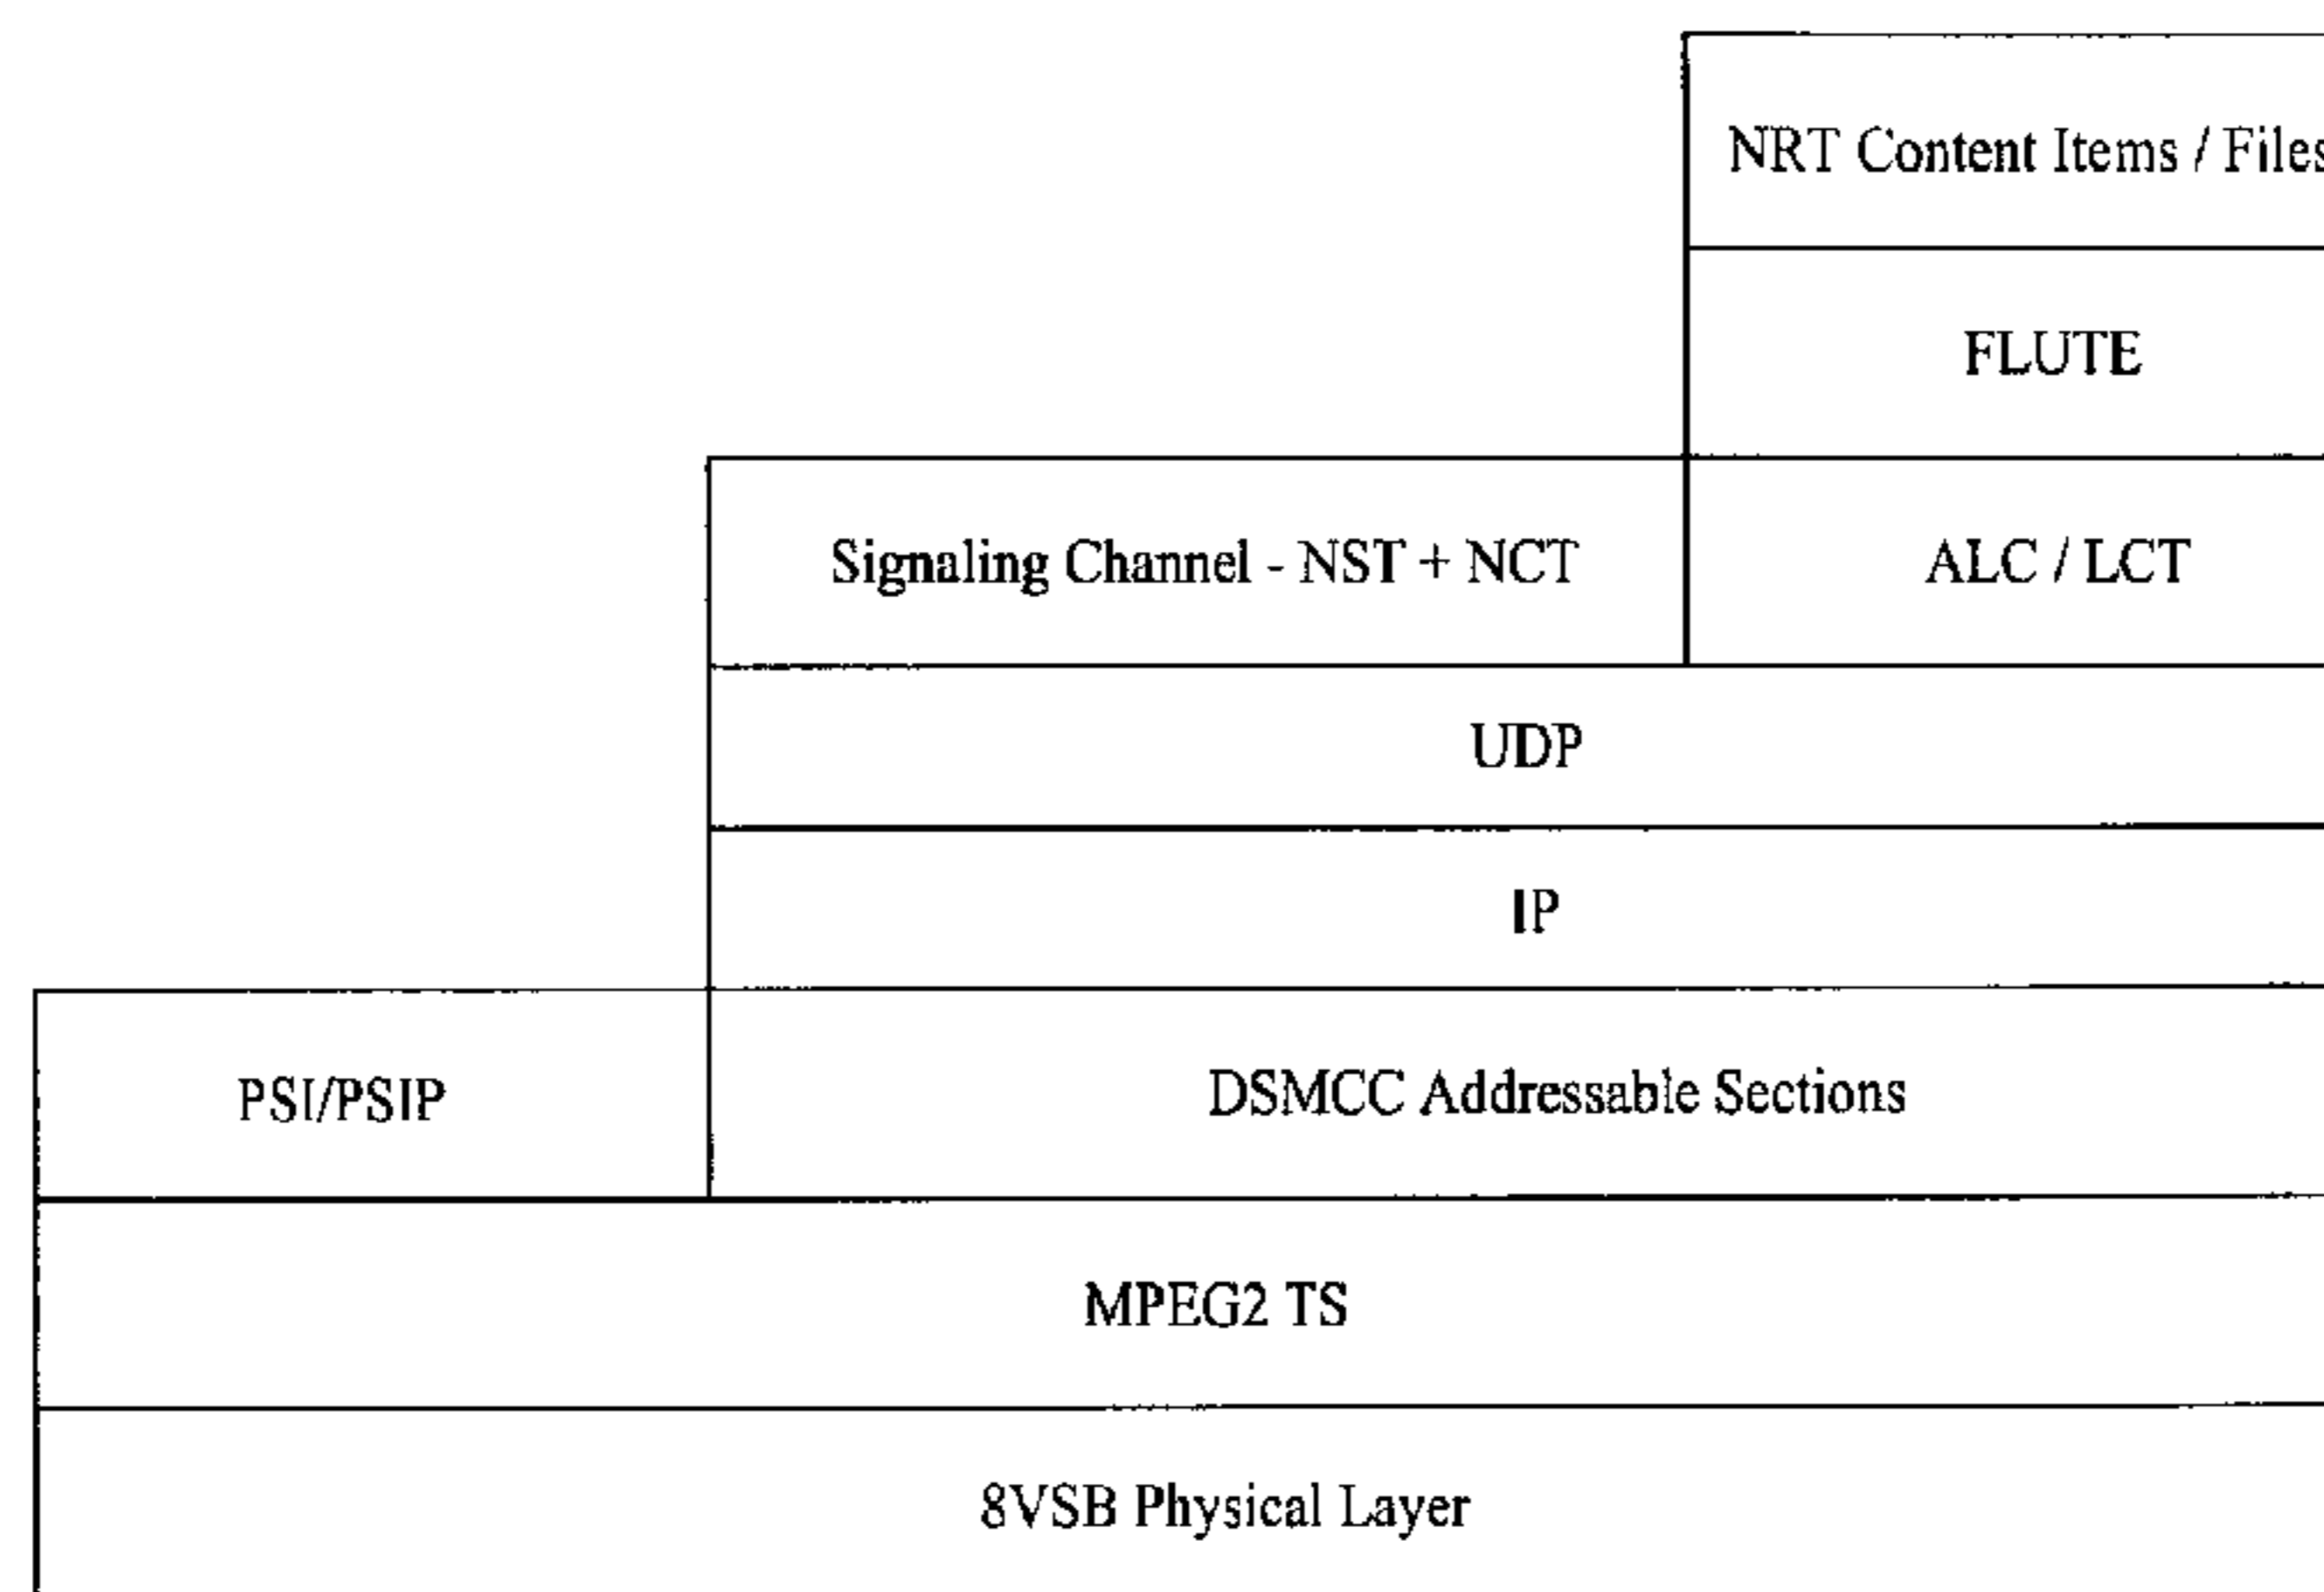 NRT Content Items / Files
FLUTE
Signaling Channel - NST + NCT
ALC / LCT
UDP
IP
PSI/PSIP
DSMCC Addressable Sections
MPEG2 TS
8VSB Physical Layer